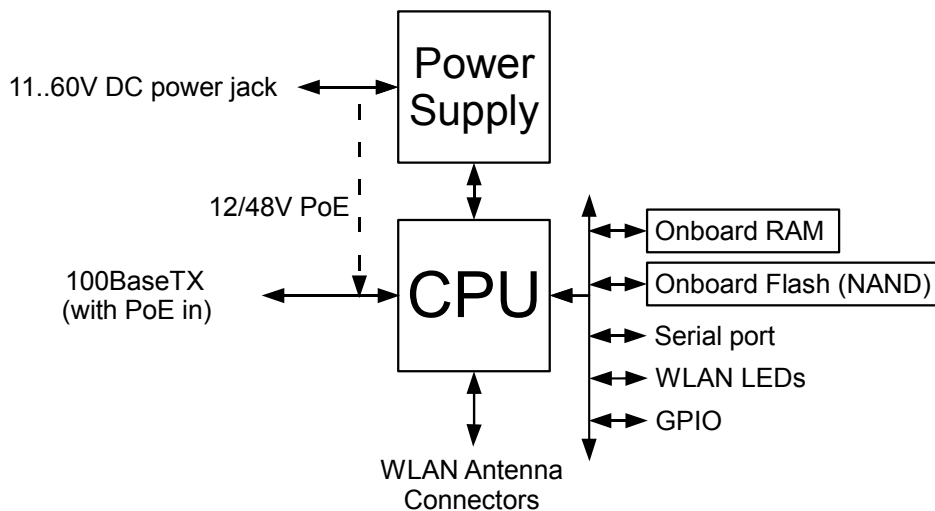 Power
Supply
11..60V DC power jack
12/48V PoE
100BaseTX
(with PoE in)
CPU
Onboard RAM
Onboard Flash (NAND)
Serial port
WLAN LEDs
GPIO
WLAN Antenna
Connectors